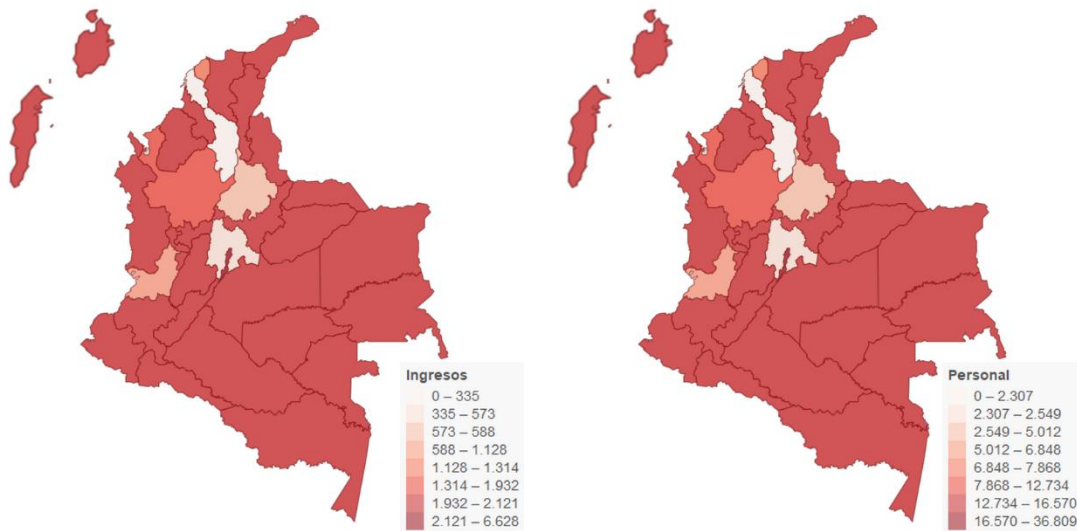 Ingresos
0 – 335
335 – 573
573 – 588
588 – 1.128
1.128 – 1.314
1.314 – 1.932
1.932 – 2.121
2.121 – 6.628
Personal
0 – 2.307
2.307 – 2.549
2.549 – 5.012
5.012 – 6.848
6.848 – 7.868
7.868 – 12.734
12.734 – 16.570
16.570 – 36.809